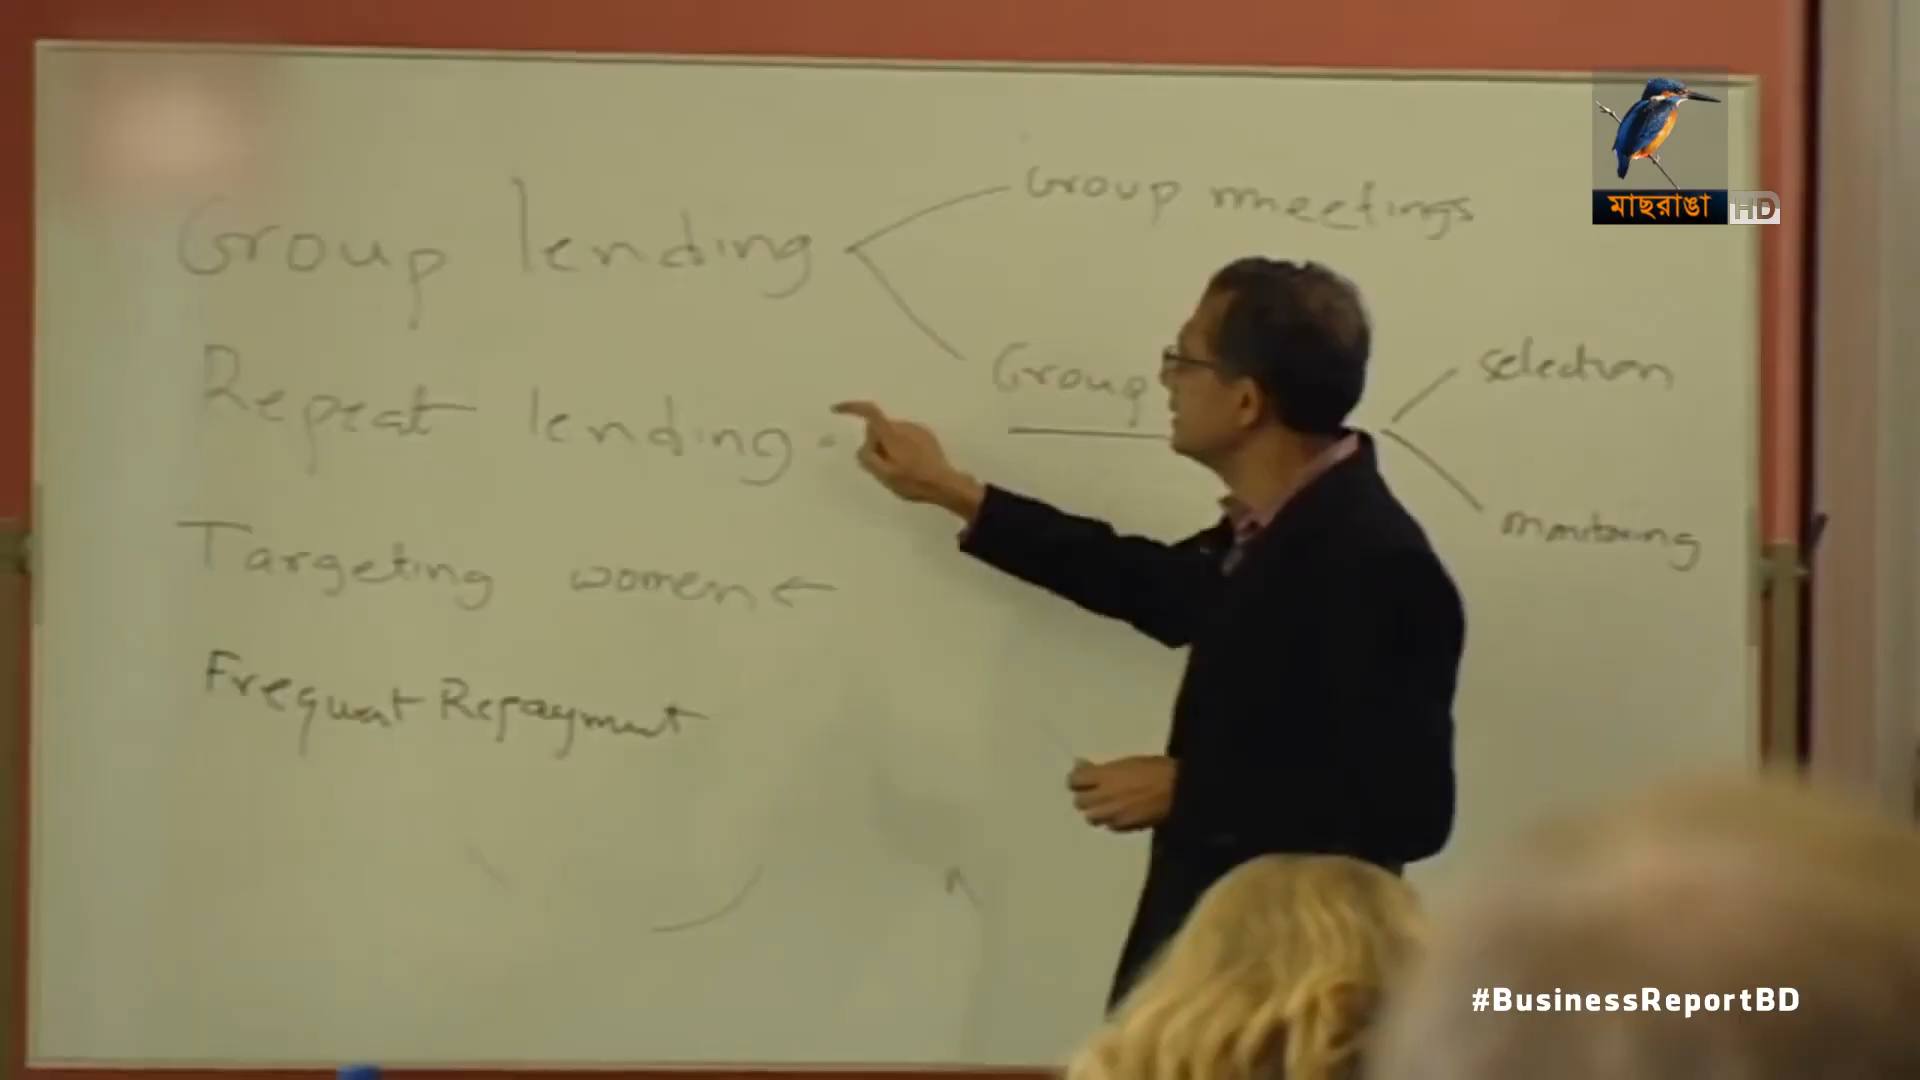 Group lending
Group meetings
Group
selection
monitoring
Repeat lending
Targeting women ←
Frequent Repayment
মাছরাঙা HD
#BusinessReportBD